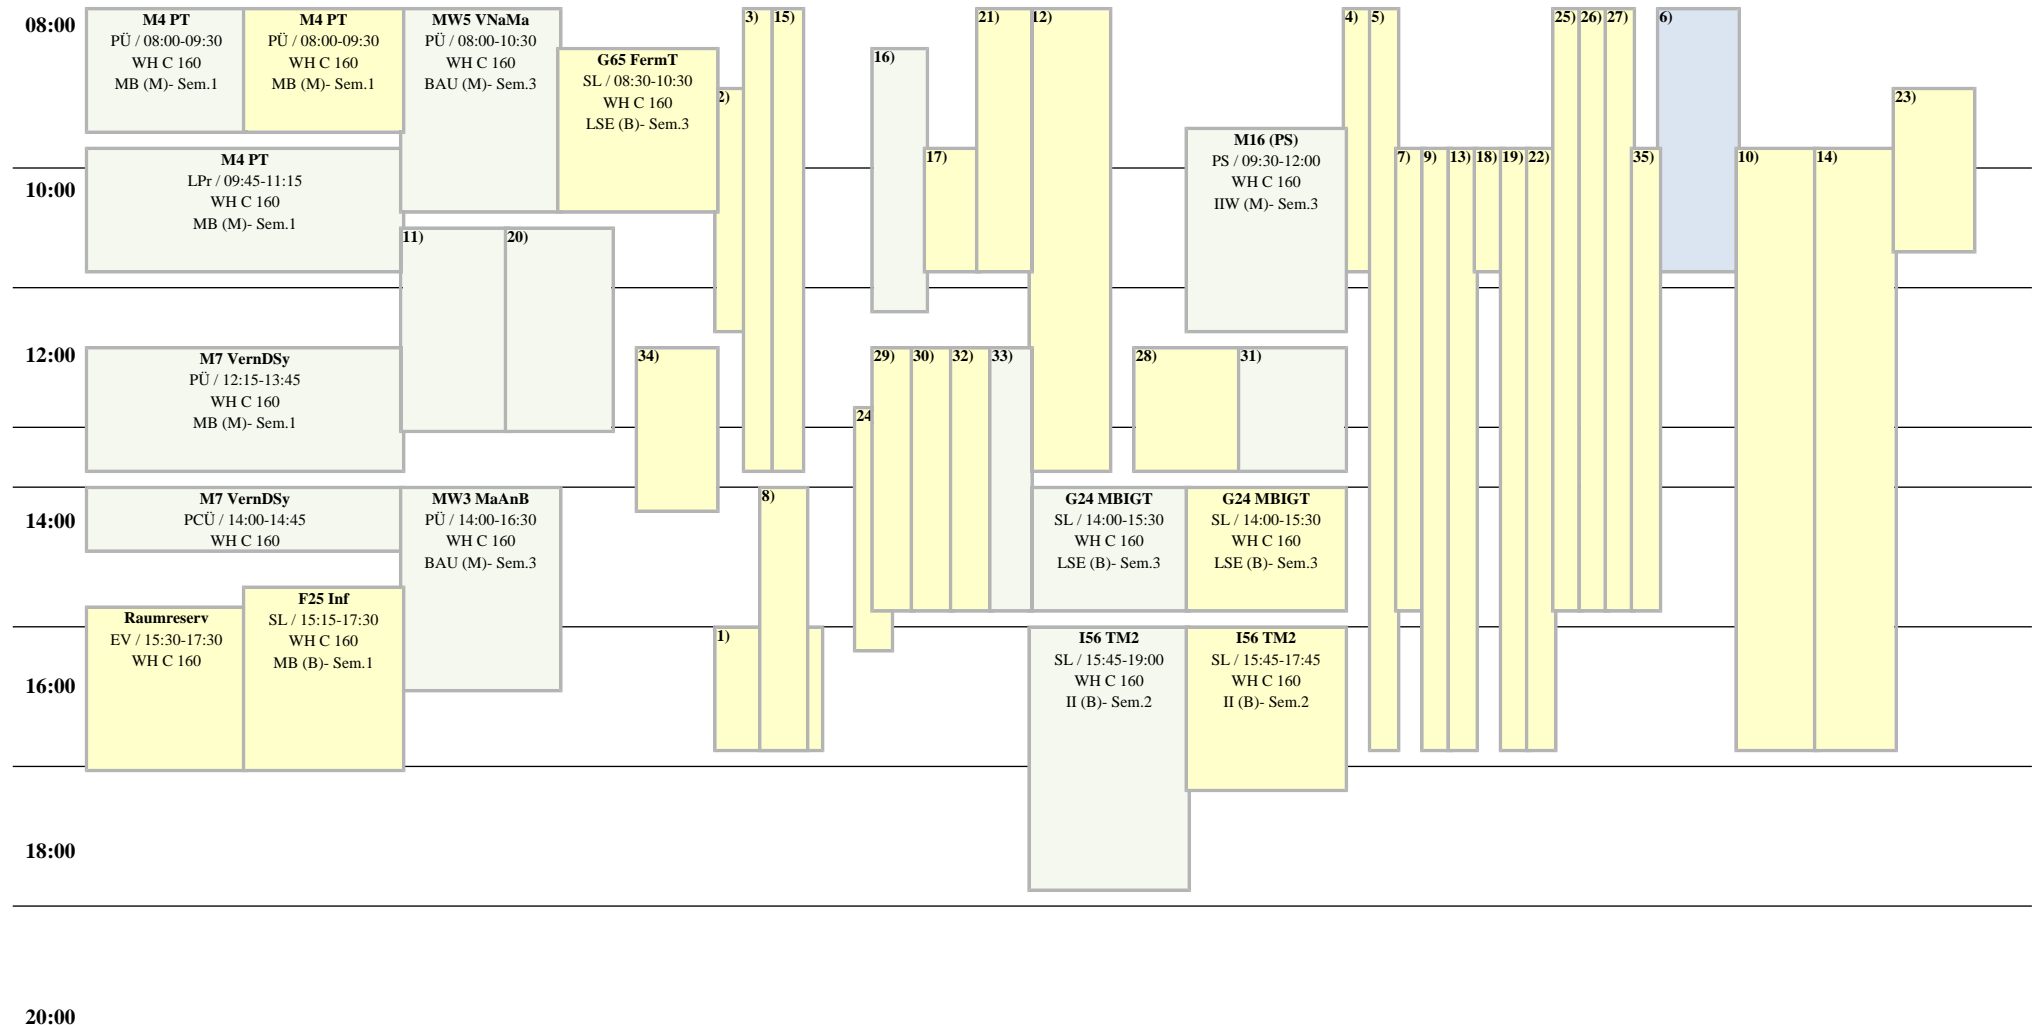 08:00
10:00
12:00
14:00
16:00
18:00
20:00
M4 PT
PÜ / 08:00-09:30
WH C 160
MB (M)- Sem.1
M4 PT
PÜ / 08:00-09:30
WH C 160
MB (M)- Sem.1
MW5 VNaMa
PÜ / 08:00-10:30
WH C 160
BAU (M)- Sem.3
G65 FermT
SL / 08:30-10:30
WH C 160
LSE (B)- Sem.3
2)
3)
15)
16)
17)
21)
12)
M16 (PS)
PS / 09:30-12:00
WH C 160
IIW (M)- Sem.3
4)
5)
7)
9)
13)
18)
19)
22)
25)
26)
27)
35)
6)
10)
14)
23)
M4 PT
LPr / 09:45-11:15
WH C 160
MB (M)- Sem.1
11)
20)
M7 VernDSy
PÜ / 12:15-13:45
WH C 160
MB (M)- Sem.1
34)
24
29)
30)
32)
33)
28)
31)
M7 VernDSy
PCÜ / 14:00-14:45
WH C 160
MW3 MaAnB
PÜ / 14:00-16:30
WH C 160
BAU (M)- Sem.3
8)
G24 MBIGT
SL / 14:00-15:30
WH C 160
LSE (B)- Sem.3
G24 MBIGT
SL / 14:00-15:30
WH C 160
LSE (B)- Sem.3
Raumreserv
EV / 15:30-17:30
WH C 160
F25 Inf
SL / 15:15-17:30
WH C 160
MB (B)- Sem.1
1)
I56 TM2
SL / 15:45-19:00
WH C 160
II (B)- Sem.2
I56 TM2
SL / 15:45-17:45
WH C 160
II (B)- Sem.2